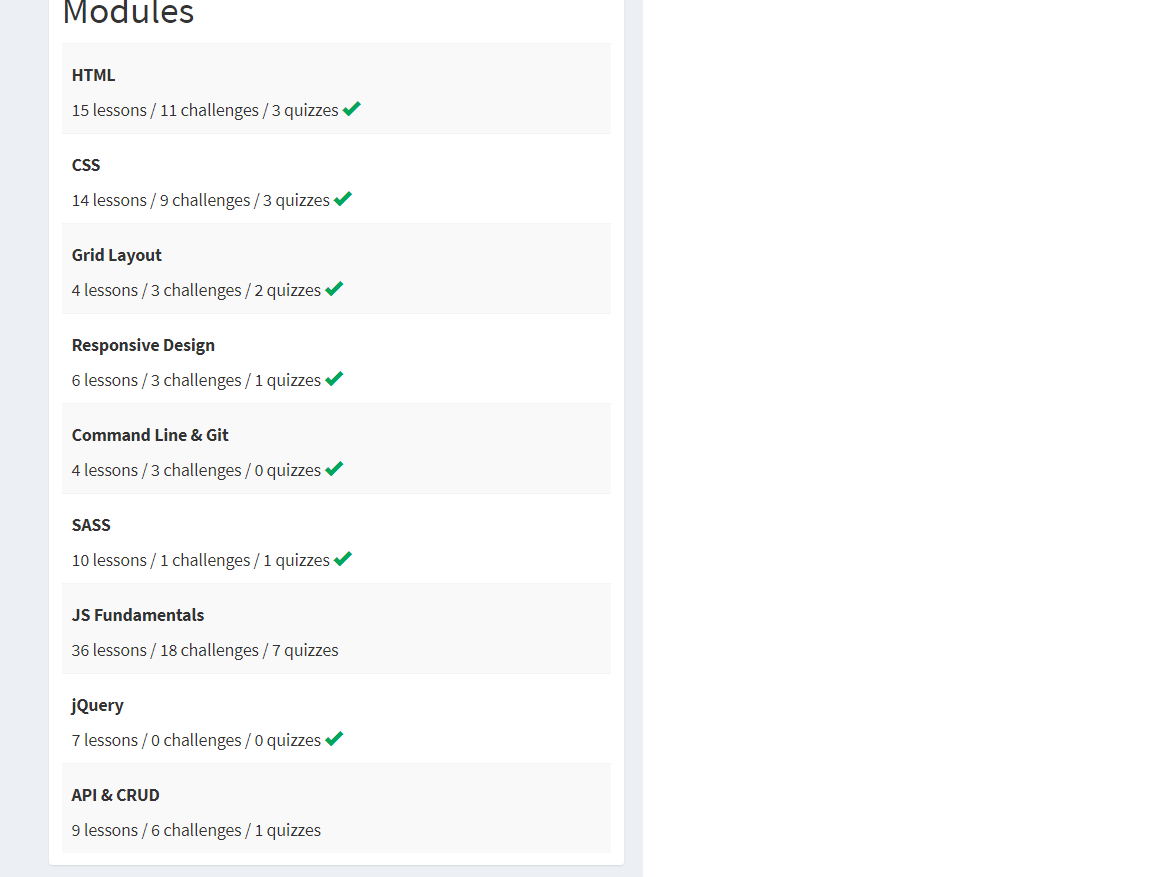 Modules
HTML
15 lessons / 11 challenges / 3 quizzes
CSS
14 lessons / 9 challenges / 3 quizzes
Grid Layout
4 lessons / 3 challenges / 2 quizzes
Responsive Design
6 lessons / 3 challenges / 1 quizzes
Command Line & Git
4 lessons / 3 challenges / 0 quizzes
SASS
10 lessons / 1 challenges / 1 quizzes
JS Fundamentals
36 lessons / 18 challenges / 7 quizzes
jQuery
7 lessons / 0 challenges / 0 quizzes
API & CRUD
9 lessons / 6 challenges / 1 quizzes